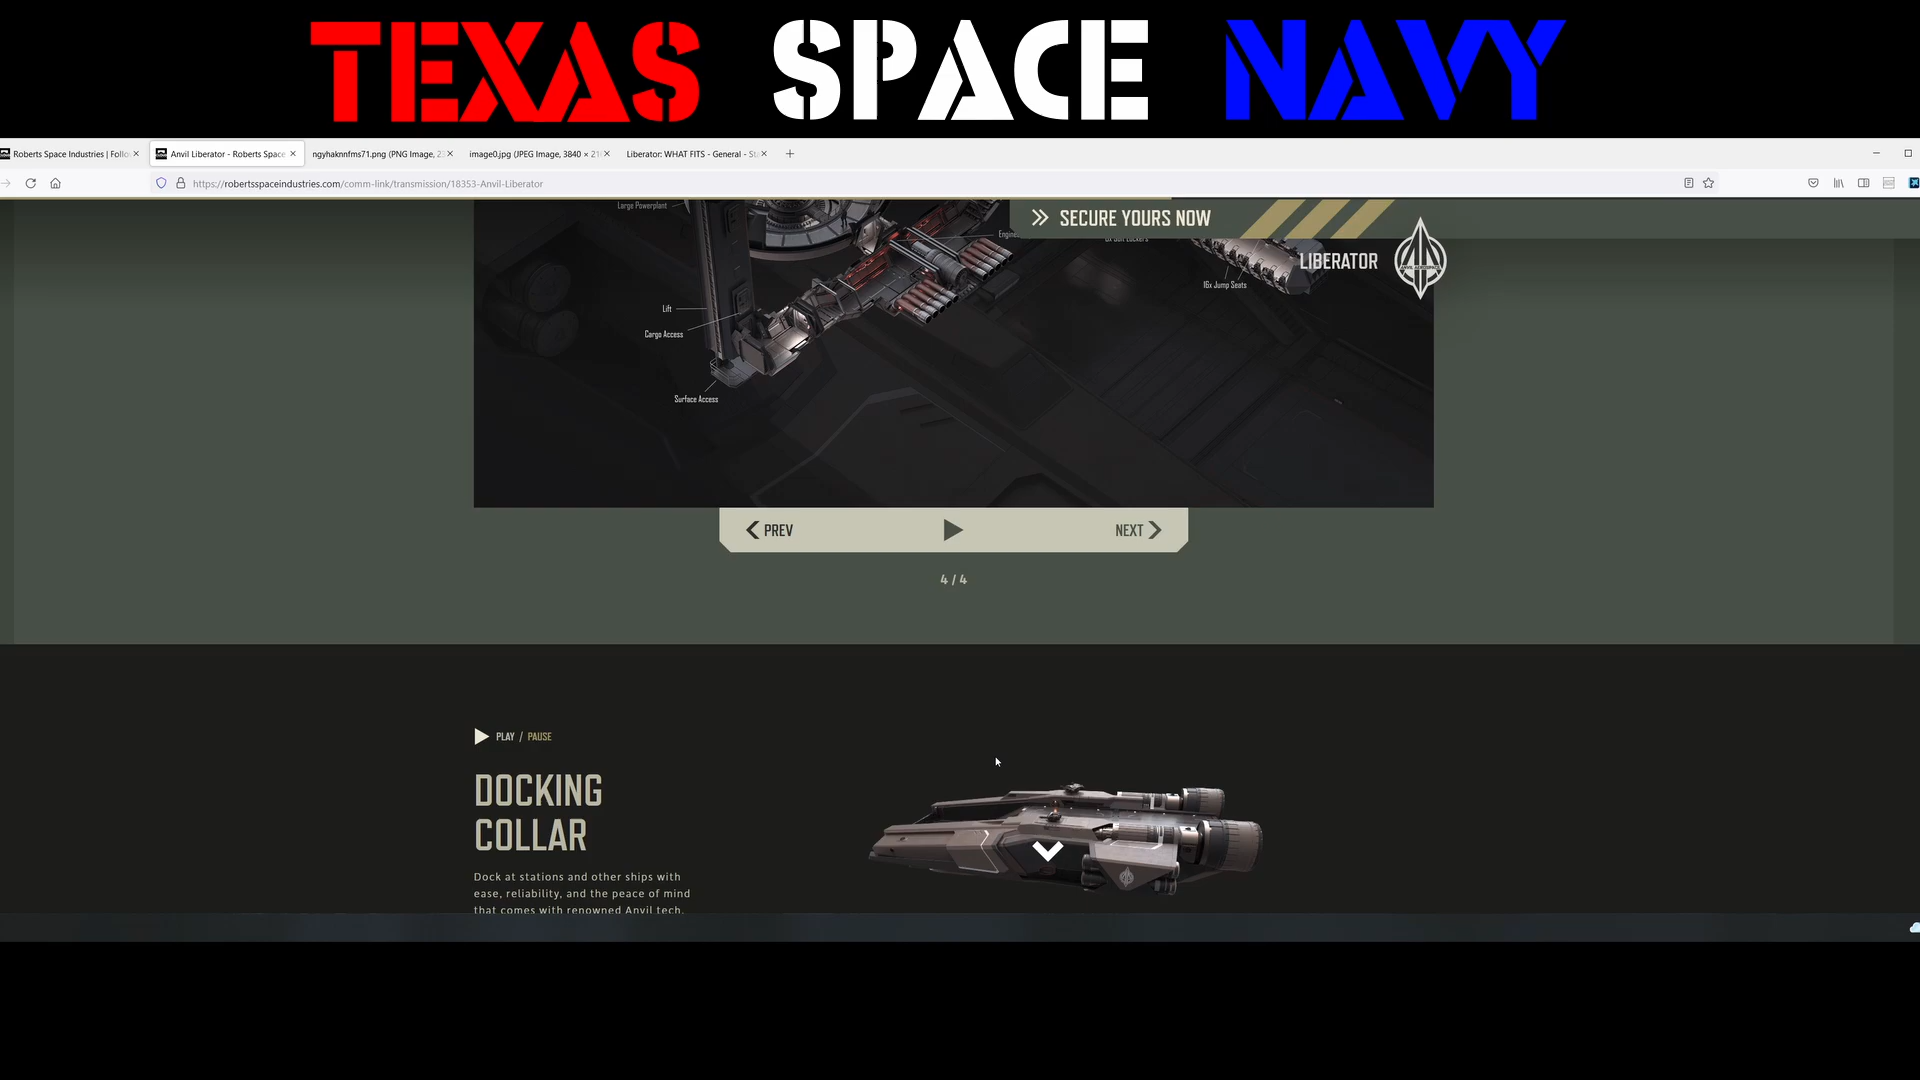 TEXAS SPACE NAVY
Roberts Space Industries | Follo
Anvil Liberator - Roberts Space
ngyhaknnfms71.png (PNG Image, 2
image0.jpg (JPEG Image, 3840 × 21
Liberator: WHAT FITS - General - St
https://robertsspaceindustries.com/comm-link/transmission/18353-Anvil-Liberator
Large Powerplant
SECURE YOURS NOW
Engine
LIBERATOR
16x Jump Seats
Lift
Cargo Access
Surface Access
PREV
NEXT
4 / 4
PLAY / PAUSE
DOCKING
COLLAR
Dock at stations and other ships with
ease, reliability, and the peace of mind
that comes with renowned Anvil tech.